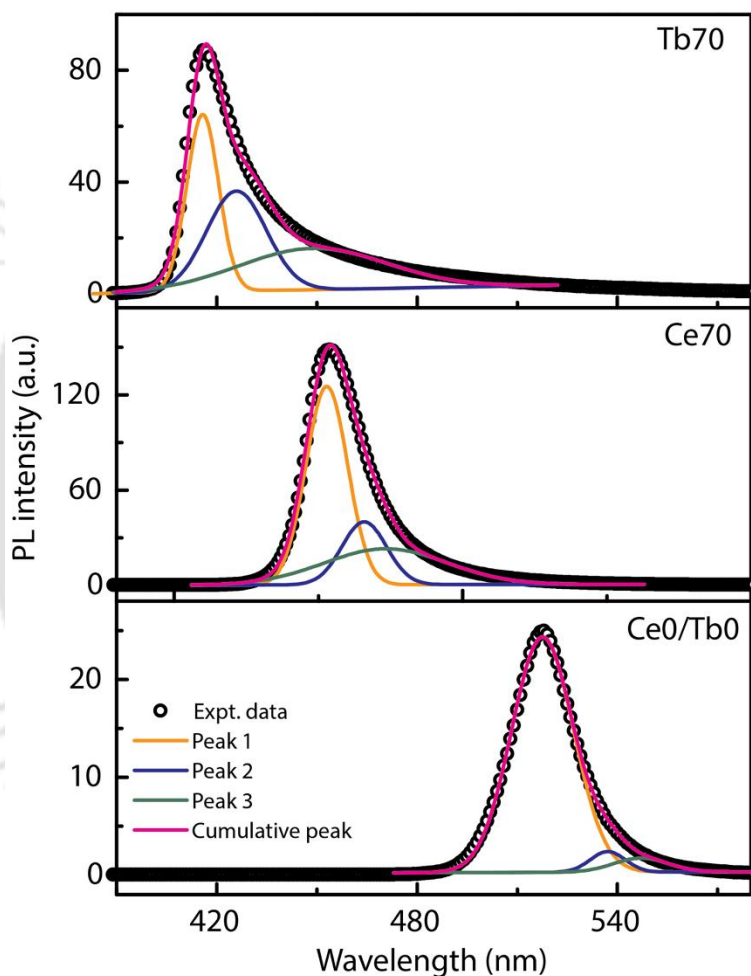 Tb70
80
40
0
Ce70
120
60
0
Ce0/Tb0
20
10
0
Expt. data
Peak 1
Peak 2
Peak 3
Cumulative peak
420 480 540
Wavelength (nm)
PL intensity (a.u.)